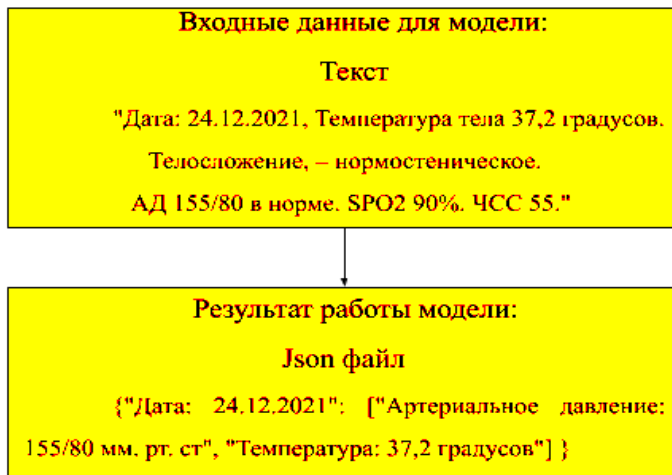 Входные данные для модели:
Текст
"Дата: 24.12.2021, Температура тела 37,2 градусов.
Телосложение, – нормостеническое.
АД 155/80 в норме. SPO2 90%. ЧСС 55."
Результат работы модели:
Json файл
{"Дата: 24.12.2021": ["Артериальное давление:
155/80 мм. рт. ст", "Температура: 37,2 градусов"] }